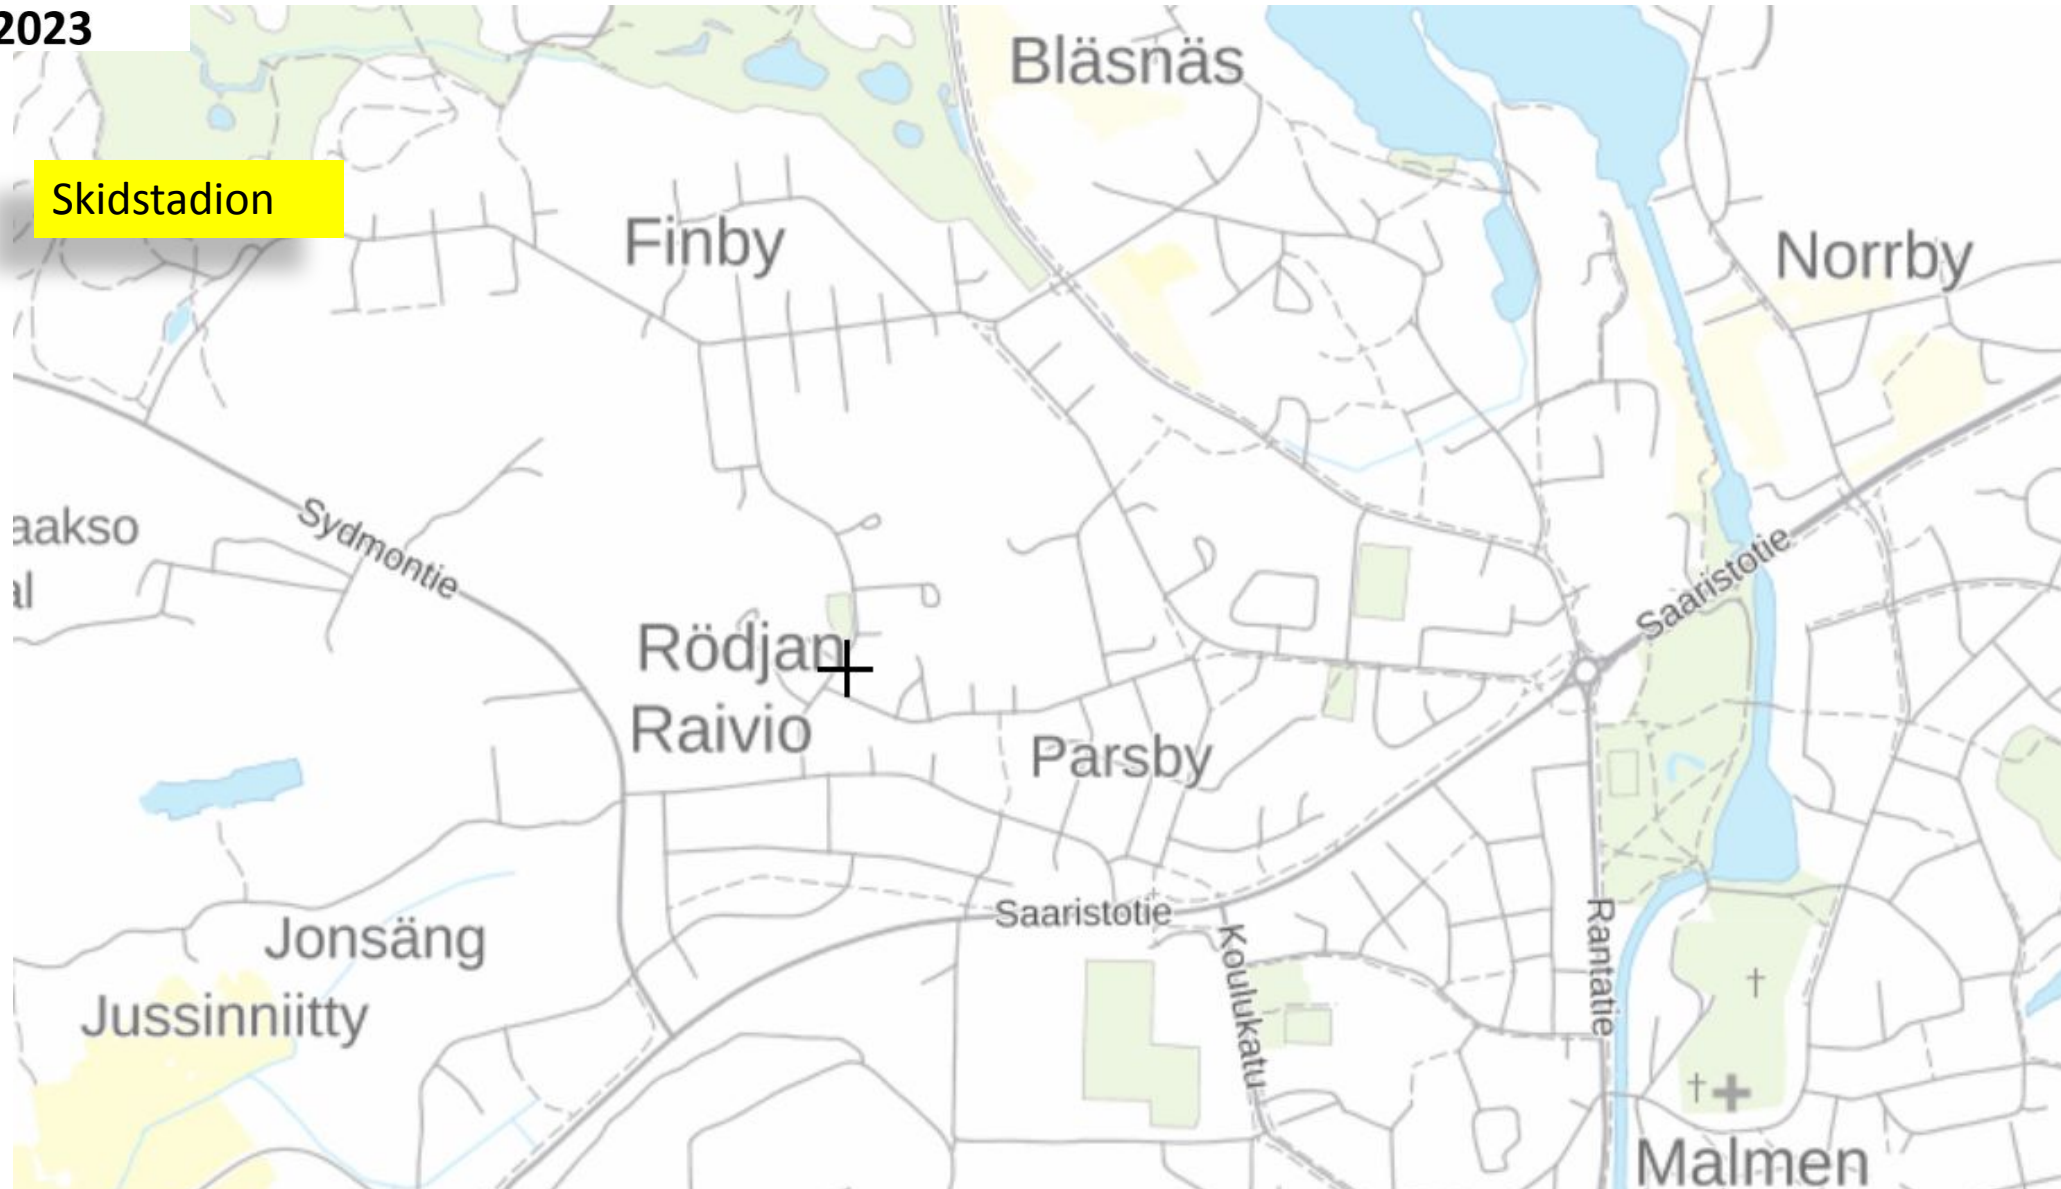 2023
Bläsnäs
Skidstadion
Finby
Norrby
Sydmontie
aakso
al
Saaristotie
Rödjan
Raivio
Parsby
Saaristotie
Koulukatu
Rantatie
Jonsäng
Jussinniitty
Malmen